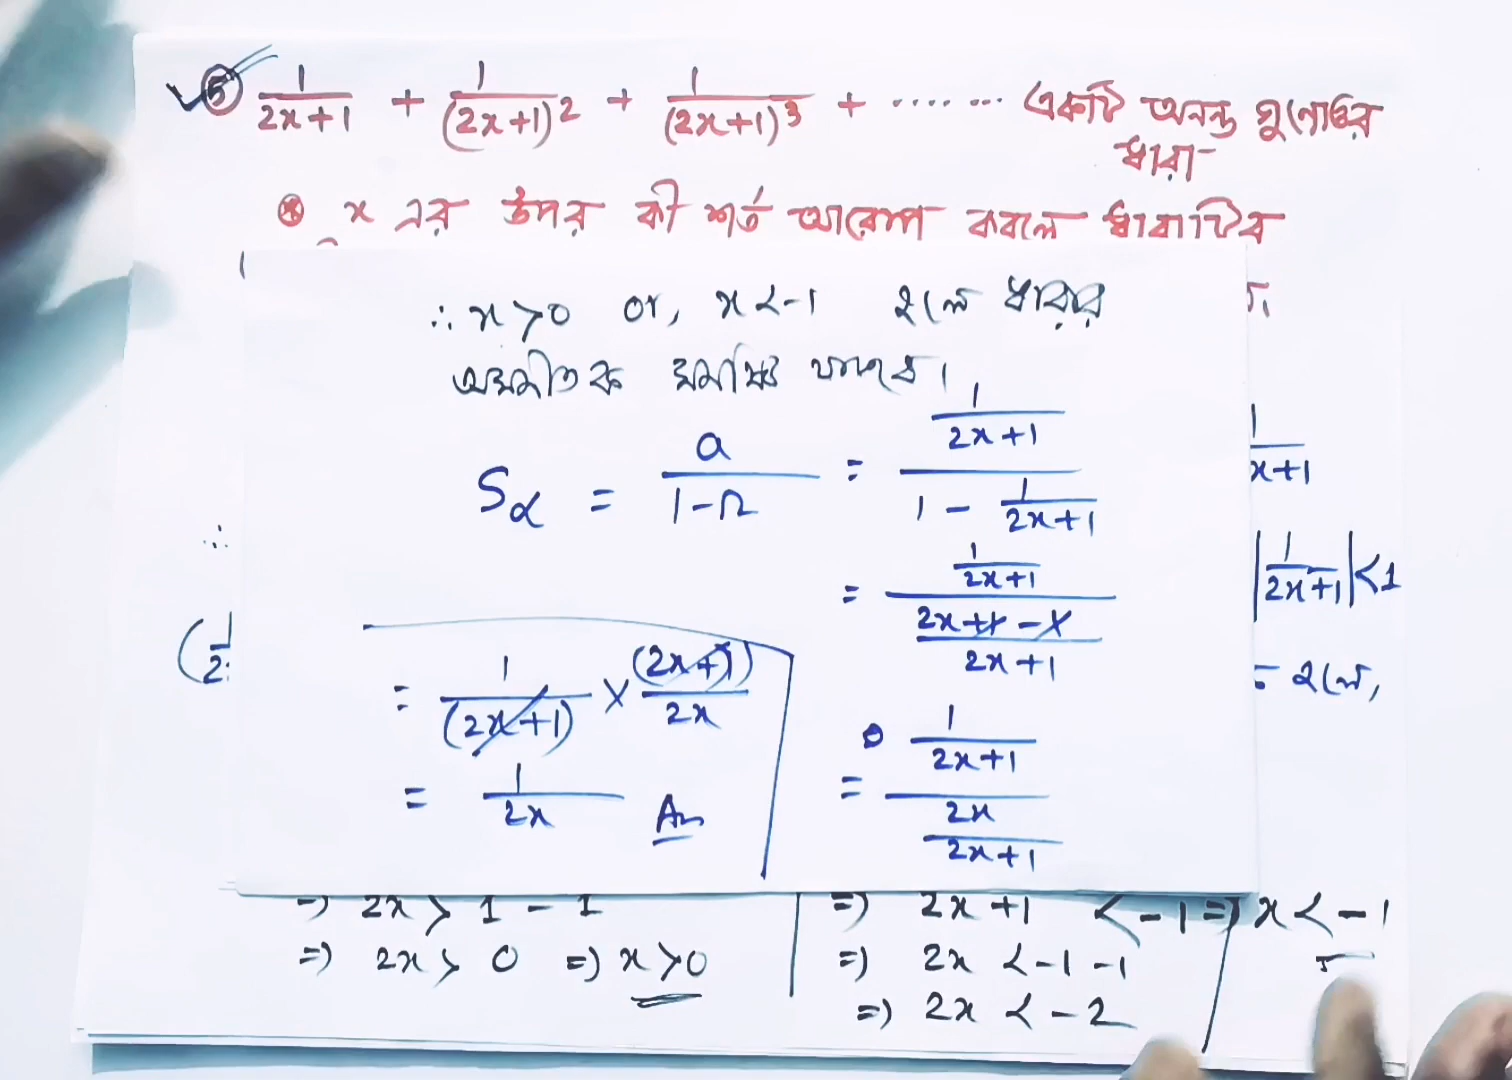 5 1/(2x+1) + 1/(2x+1)² + 1/(2x+1)³ + ....... একটি অনন্ত গুণোত্তর
ধারা
x এর উপর কী শর্ত আরোপ করলে ধারাটির
∴ x > 0 or, x < -1 হলে ধারার
অসীমতক সমষ্টি থাকবে।
S∝ = a/(1-r) = (1/(2x+1))/(1 - 1/(2x+1))
= (1/(2x+1))/((2x+1-1)/(2x+1))
= (1/(2x+1))/(2x/(2x+1))
= 1/(2x+1) × (2x+1)/2x
= 1/2x Ans
1/(x+1)
∴
|1/(2x+1)| < 1
= হলে,
=> 2x > 1 - 1
=> 2x > 0 => x > 0
=> 2x + 1 < -1 => x < -1
=> 2x < -1 -1
=> 2x < -2